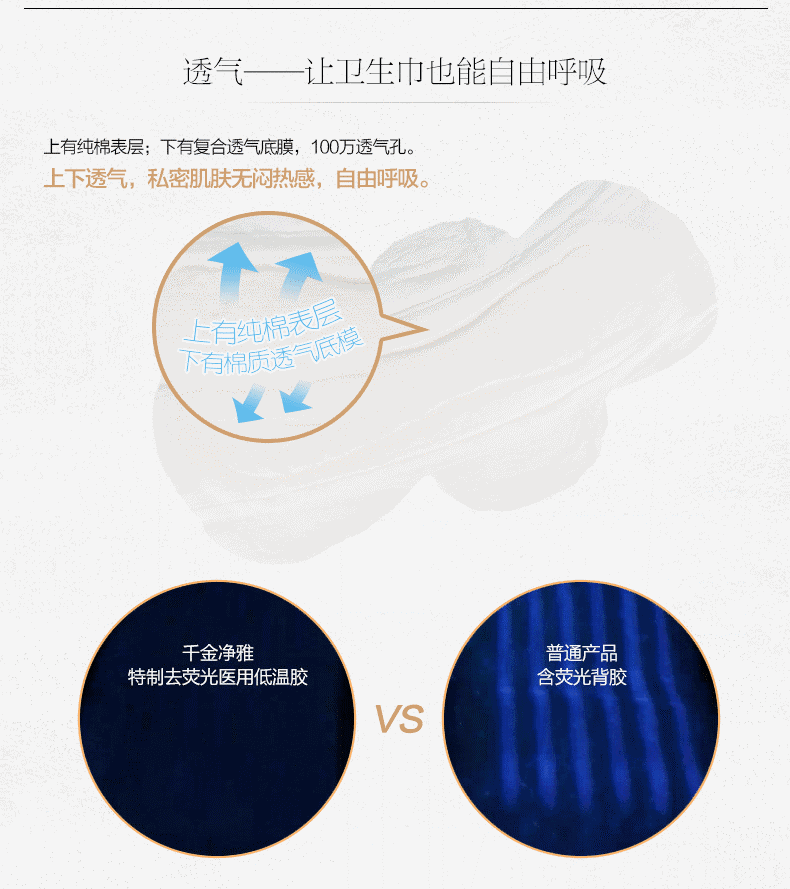 透气——让卫生巾也能自由呼吸
上有纯棉表层；下有复合透气底膜，100万透气孔。
上下透气，私密肌肤无闷热感，自由呼吸。
上有纯棉表层
下有棉质透气底模
千金净雅
特制去荧光医用低温胶
VS
普通产品
含荧光背胶